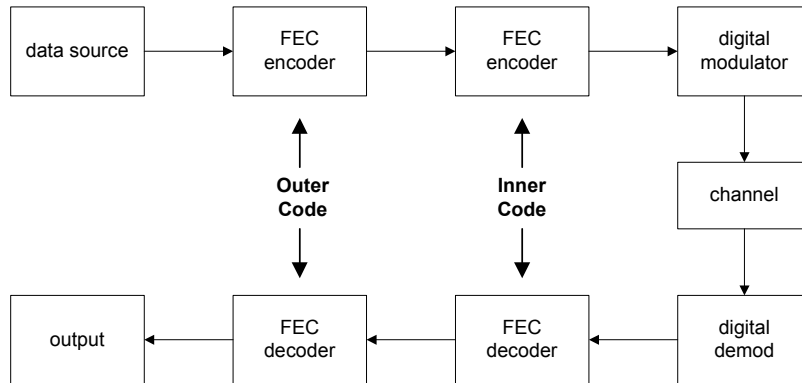 data source
FEC
encoder
FEC
encoder
digital
modulator
Outer
Code
Inner
Code
channel
output
FEC
decoder
FEC
decoder
digital
demod